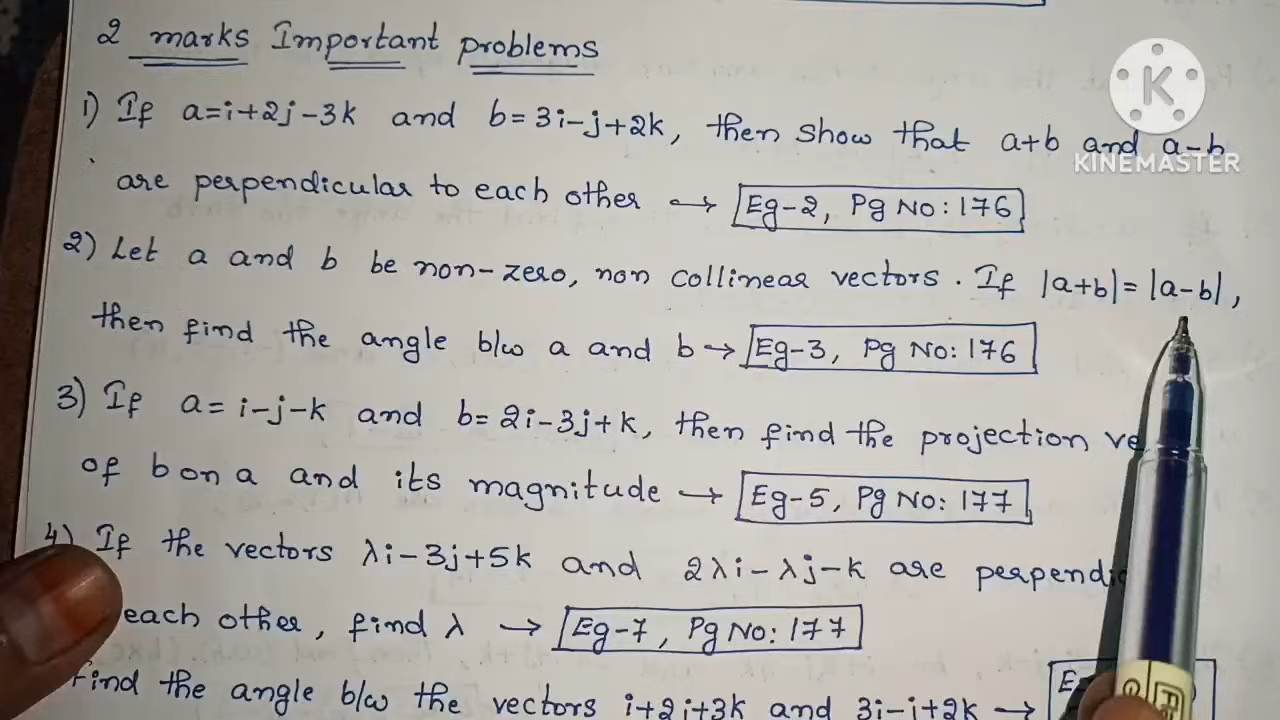 2 marks Important problems
1) If a=i+2j-3k and b=3i-j+2k, then show that a+b and a-b
K
KINEMASTER
are perpendicular to each other → Eg-2, Pg No:176
2) Let a and b be non-zero, non collinear vectors. If |a+b|=|a-b|,
then find the angle b/w a and b → Eg-3, Pg No:176
3) If a= i-j-k and b=2i-3j+k, then find the projection ve
of b on a and its magnitude → Eg-5, Pg No: 177
4) If the vectors λi-3j+5k and 2λi-λj-k are perpendi
each other, find λ → Eg-7, Pg No:177
Find the angle b/w the vectors i+2j+3k and 3i-j+2k →